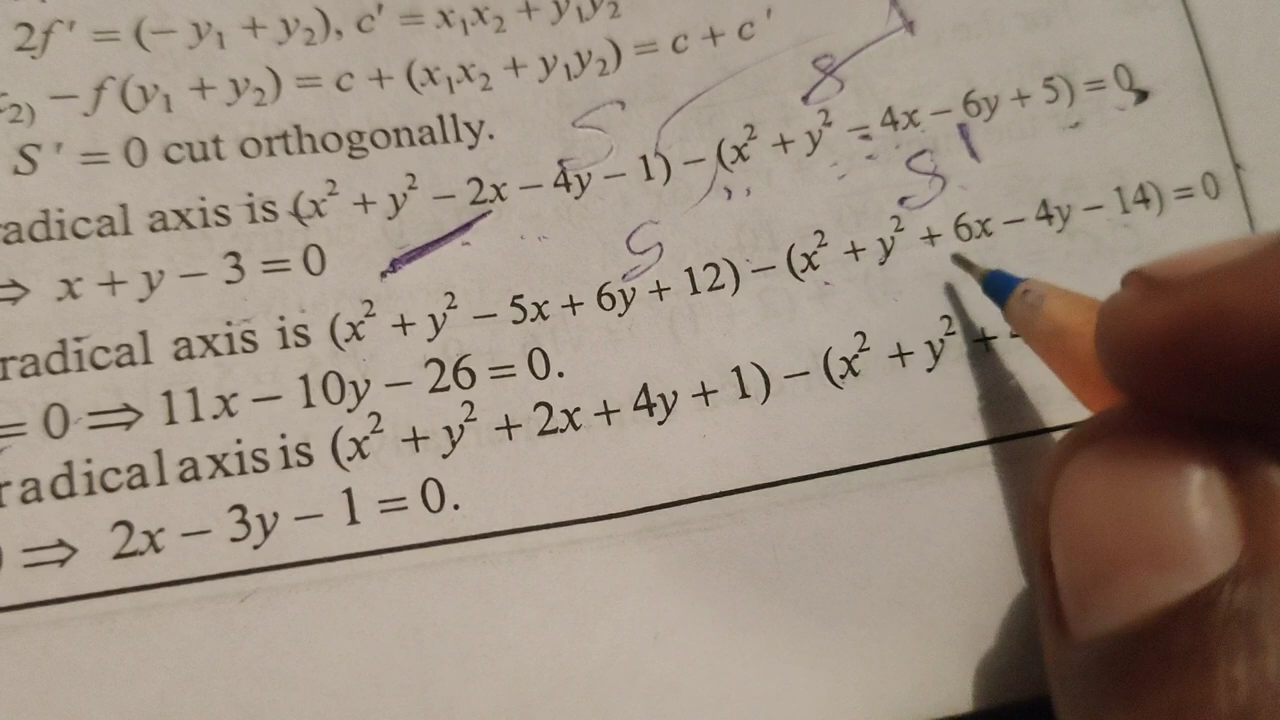 2f' = (− y₁ + y₂), c' = x₁x₂ + y₁y₂
₂) − f(y₁ + y₂) = c + (x₁x₂ + y₁y₂) = c + c'
S' = 0 cut orthogonally.
S
8
adical axis is (x² + y² − 2x − 4y − 1) − (x² + y² − 4x − 6y + 5) = 0
⇒ x + y − 3 = 0
S
S'
radical axis is (x² + y² − 5x + 6y + 12) − (x² + y² + 6x − 4y − 14) = 0
= 0 ⇒ 11x − 10y − 26 = 0.
radical axis is (x² + y² + 2x + 4y + 1) − (x² + y² +
⇒ 2x − 3y − 1 = 0.